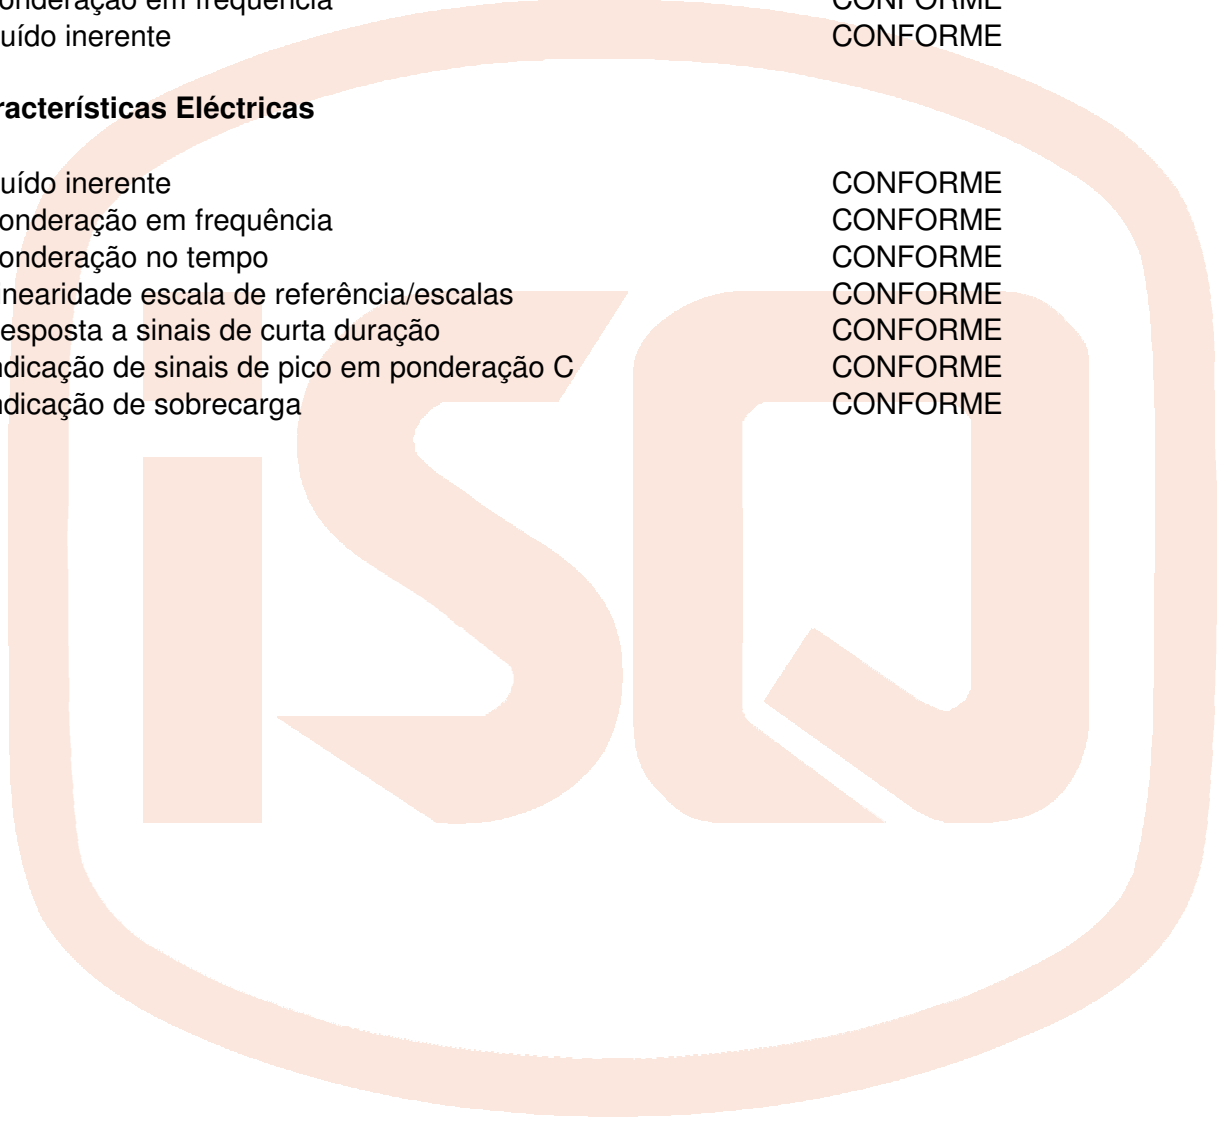 onderação em frequência CONFORME
uído inerente CONFORME
racterísticas Eléctricas
uído inerente CONFORME
onderação em frequência CONFORME
onderação no tempo CONFORME
nearidade escala de referência/escalas CONFORME
esposta a sinais de curta duração CONFORME
ndicação de sinais de pico em ponderação C CONFORME
ndicação de sobrecarga CONFORME
iSQ